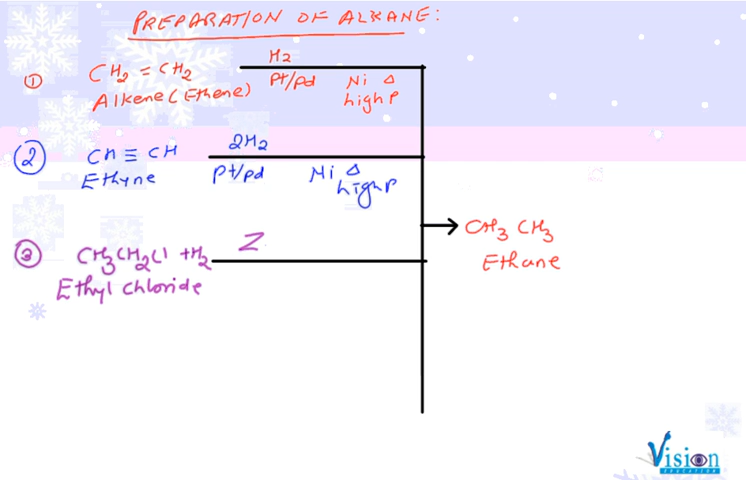 PREPARATION OF ALKANE:
① CH2 = CH2 H2
Alkene (Ethene) Pt/Pd Ni Δ
high P
② CH ≡ CH 2H2
Ethyne Pt/Pd Ni Δ
high P
CH3 CH3
Ethane
③ CH3CH2Cl + H2 Z
Ethyl chloride
Vision
EDUCATION